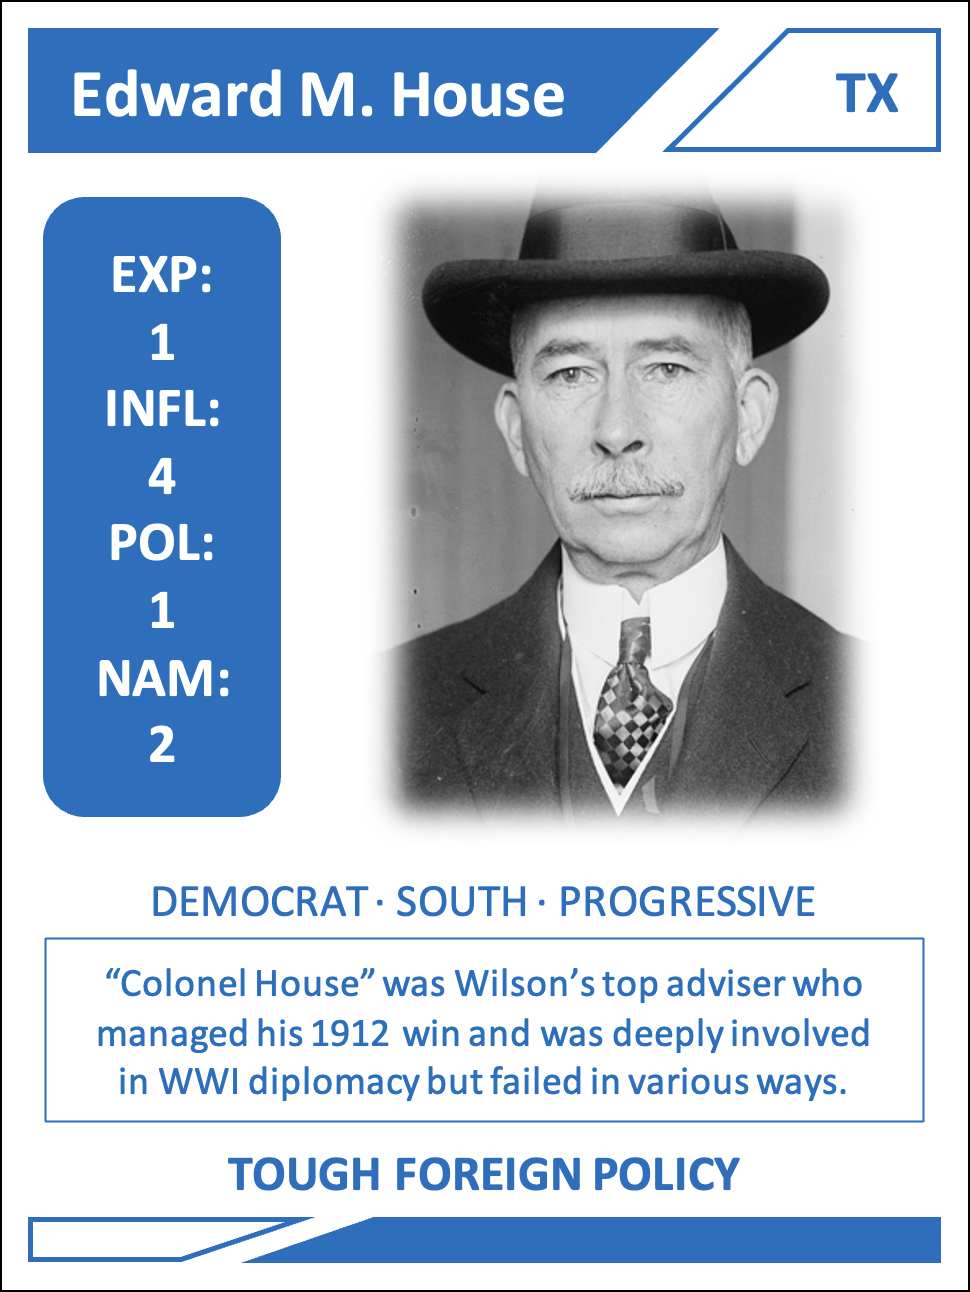 Edward M. House
TX
EXP:
1
INFL:
4
POL:
1
NAM:
2
DEMOCRAT · SOUTH · PROGRESSIVE
“Colonel House” was Wilson’s top adviser who
managed his 1912 win and was deeply involved
in WWI diplomacy but failed in various ways.
TOUGH FOREIGN POLICY